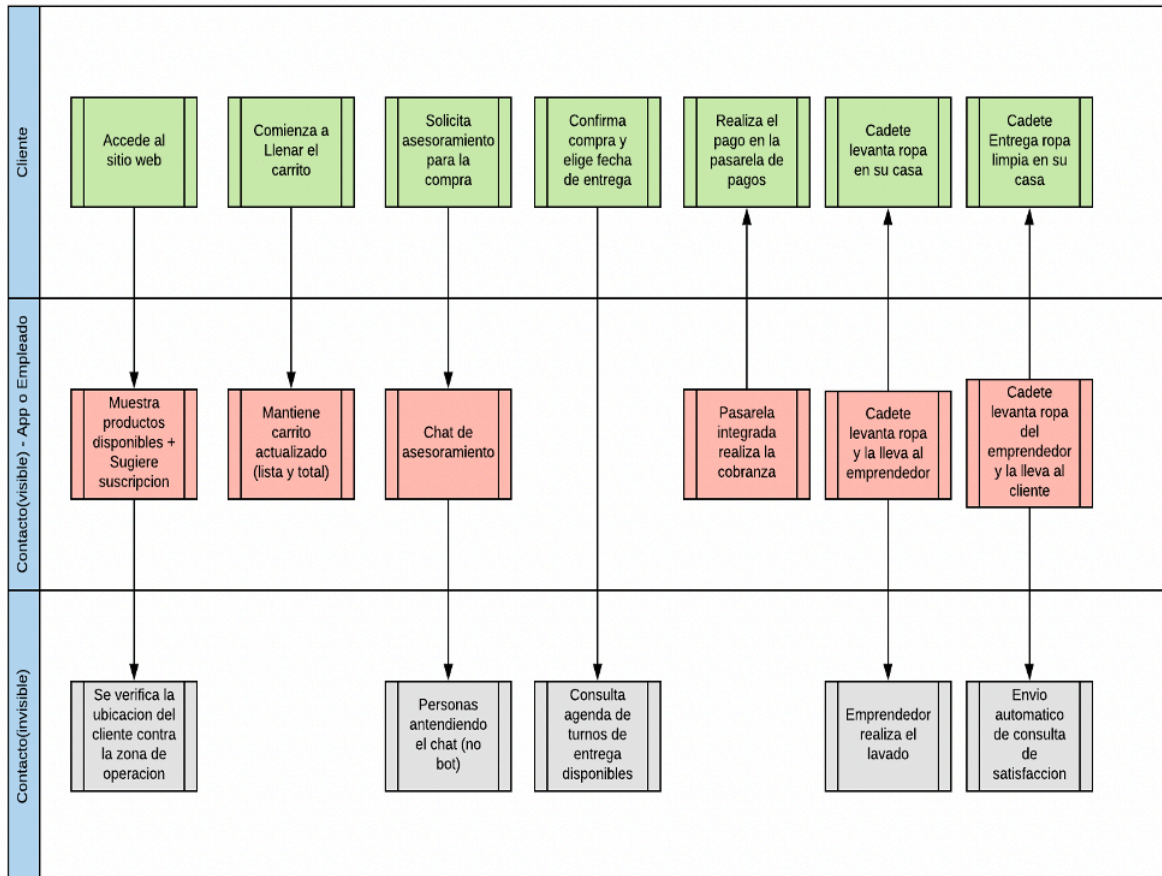 Cliente
Accede al
sitio web
Comienza a
Llenar el
carrito
Solicita
asesoramiento
para la
compra
Confirma
compra y
elige fecha
de entrega
Realiza el
pago en la
pasarela de
pagos
Cadete
levanta ropa
en su casa
Cadete
Entrega ropa
limpia en su
casa
Contacto(visible) - App o Empleado
Muestra
productos
disponibles +
Sugiere
suscripcion
Mantiene
carrito
actualizado
(lista y total)
Chat de
asesoramiento
Pasarela
integrada
realiza la
cobranza
Cadete
levanta ropa
y la lleva al
emprendedor
Cadete
levanta ropa
del
emprendedor
y la lleva al
cliente
Contacto(invisible)
Se verifica la
ubicacion del
cliente contra
la zona de
operacion
Personas
antendiendo
el chat (no
bot)
Consulta
agenda de
turnos de
entrega
disponibles
Emprendedor
realiza el
lavado
Envio
automatico
de consulta
de
satisfaccion